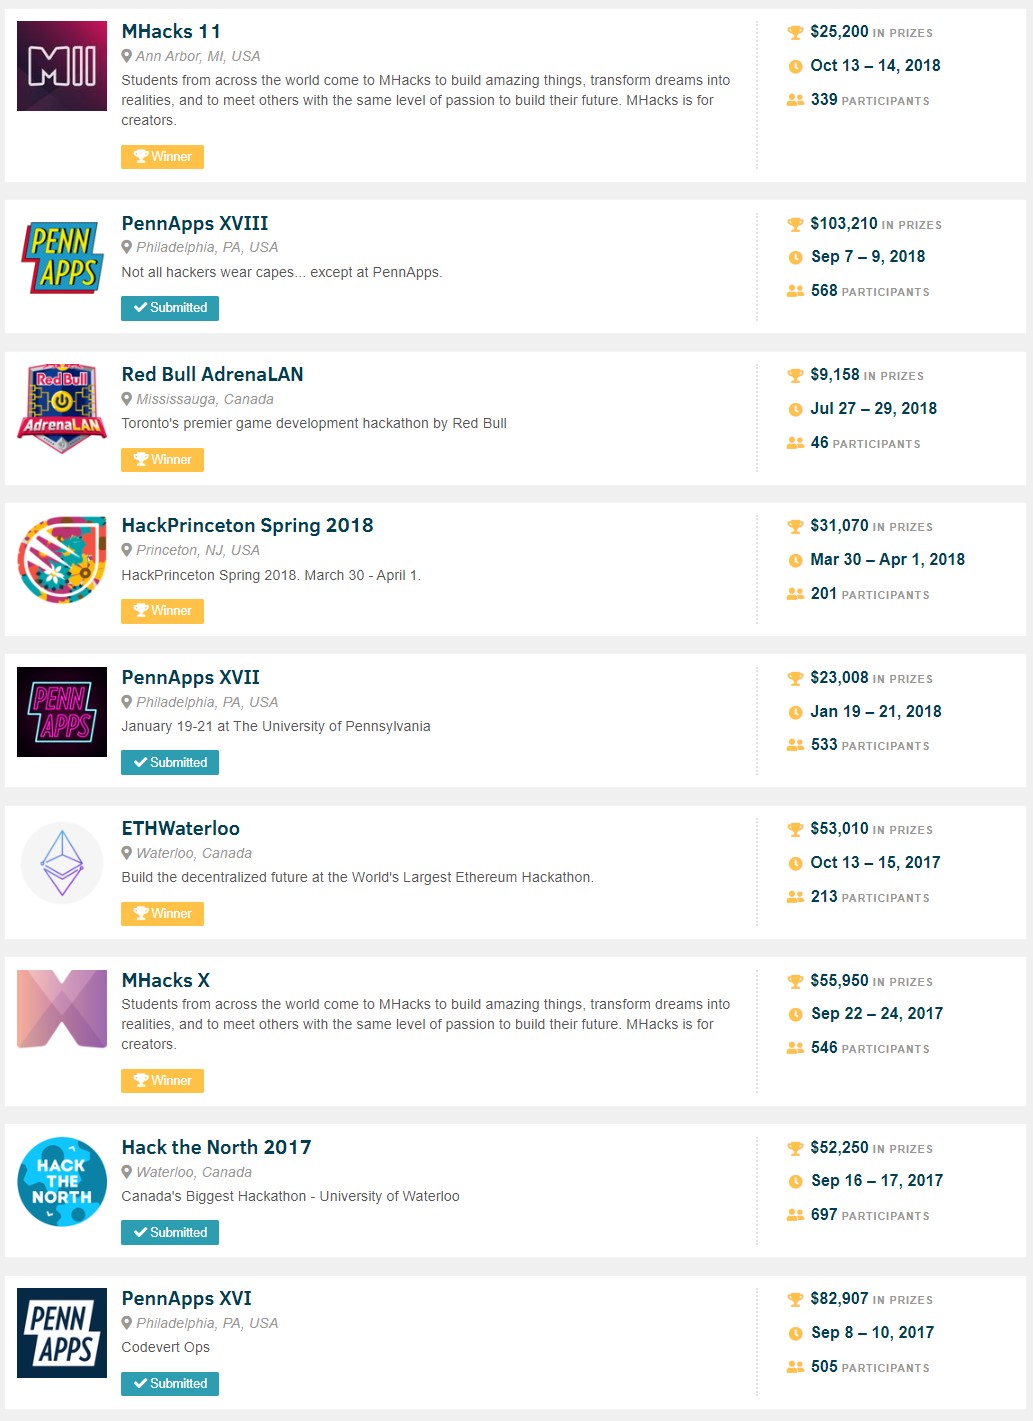 MHacks 11
Ann Arbor, MI, USA
Students from across the world come to MHacks to build amazing things, transform dreams into
realities, and to meet others with the same level of passion to build their future. MHacks is for
creators.
Winner
$25,200 IN PRIZES
Oct 13 – 14, 2018
339 PARTICIPANTS
PENN
APPS
PennApps XVIII
Philadelphia, PA, USA
Not all hackers wear capes... except at PennApps.
Submitted
$103,210 IN PRIZES
Sep 7 – 9, 2018
568 PARTICIPANTS
Red Bull
AdrenaLAN
Red Bull AdrenaLAN
Mississauga, Canada
Toronto's premier game development hackathon by Red Bull
Winner
$9,158 IN PRIZES
Jul 27 – 29, 2018
46 PARTICIPANTS
HackPrinceton Spring 2018
Princeton, NJ, USA
HackPrinceton Spring 2018. March 30 - April 1.
Winner
$31,070 IN PRIZES
Mar 30 – Apr 1, 2018
201 PARTICIPANTS
PENN
APPS
PennApps XVII
Philadelphia, PA, USA
January 19-21 at The University of Pennsylvania
Submitted
$23,008 IN PRIZES
Jan 19 – 21, 2018
533 PARTICIPANTS
ETHWaterloo
Waterloo, Canada
Build the decentralized future at the World's Largest Ethereum Hackathon.
Winner
$53,010 IN PRIZES
Oct 13 – 15, 2017
213 PARTICIPANTS
MHacks X
Students from across the world come to MHacks to build amazing things, transform dreams into
realities, and to meet others with the same level of passion to build their future. MHacks is for
creators.
Winner
$55,950 IN PRIZES
Sep 22 – 24, 2017
546 PARTICIPANTS
HACK
THE
NORTH
Hack the North 2017
Waterloo, Canada
Canada's Biggest Hackathon - University of Waterloo
Submitted
$52,250 IN PRIZES
Sep 16 – 17, 2017
697 PARTICIPANTS
PENN
APPS
PennApps XVI
Philadelphia, PA, USA
Codevert Ops
Submitted
$82,907 IN PRIZES
Sep 8 – 10, 2017
505 PARTICIPANTS